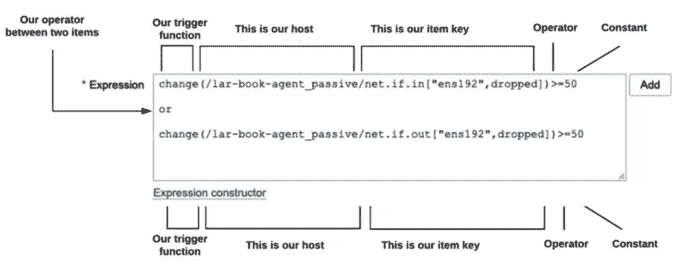 Our operator
between two items
Our trigger
function
This is our host
This is our item key
Operator
Constant
* Expression
change(/lar-book-agent_passive/net.if.in["ens192",dropped])>=50
or
change(/lar-book-agent_passive/net.if.out["ens192",dropped])>=50
Add
Expression constructor
Our trigger
function
This is our host
This is our item key
Operator
Constant